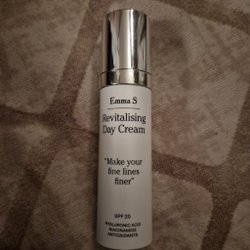 Emma S
Revitalising
Day Cream
"Make your
fine lines
finer"
SPF 20
HYALURONIC ACID
NIACINAMIDE
ANTIOXIDANTS